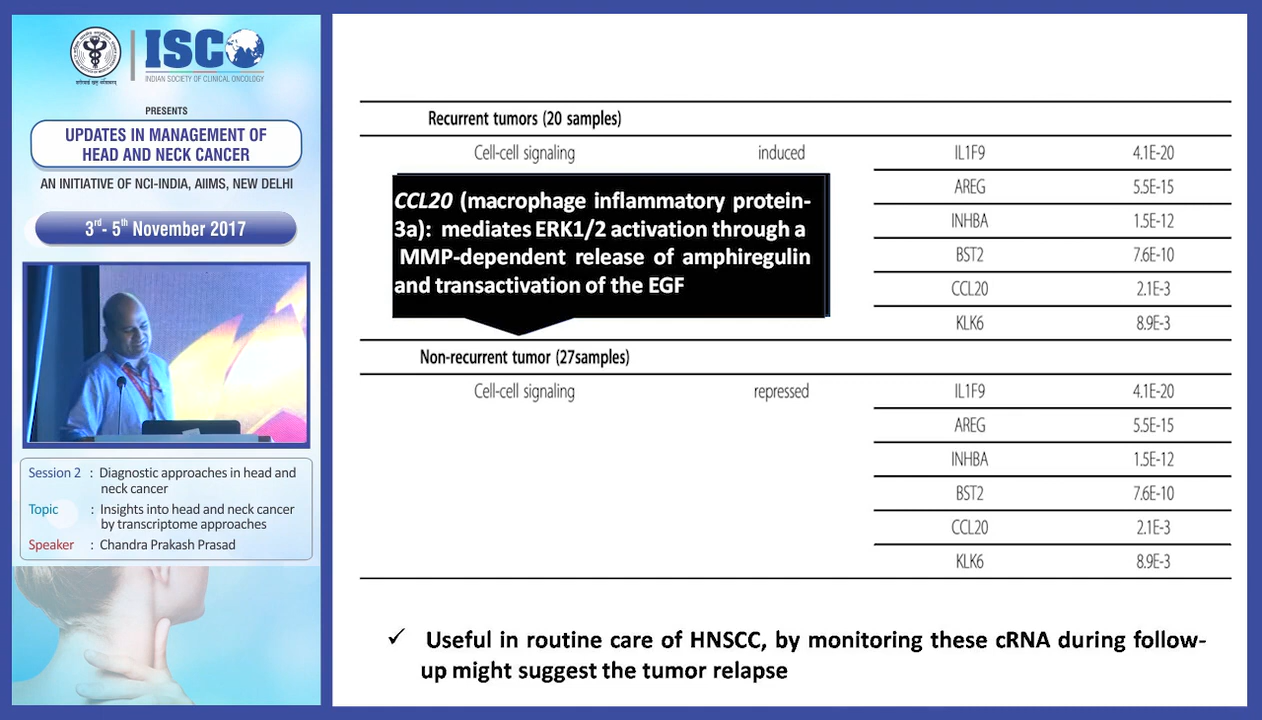 ISCO
INDIAN SOCIETY OF CLINICAL ONCOLOGY
PRESENTS
UPDATES IN MANAGEMENT OF
HEAD AND NECK CANCER
AN INITIATIVE OF NCI-INDIA, AIIMS, NEW DELHI
3rd- 5th November 2017
Session 2 : Diagnostic approaches in head and
neck cancer
Topic : Insights into head and neck cancer
by transcriptome approaches
Speaker : Chandra Prakash Prasad
Recurrent tumors (20 samples)
Cell-cell signaling induced IL1F9 4.1E-20
AREG 5.5E-15
INHBA 1.5E-12
BST2 7.6E-10
CCL20 2.1E-3
KLK6 8.9E-3
CCL20 (macrophage inflammatory protein-
3a): mediates ERK1/2 activation through a
MMP-dependent release of amphiregulin
and transactivation of the EGF
Non-recurrent tumor (27samples)
Cell-cell signaling repressed IL1F9 4.1E-20
AREG 5.5E-15
INHBA 1.5E-12
BST2 7.6E-10
CCL20 2.1E-3
KLK6 8.9E-3
✓ Useful in routine care of HNSCC, by monitoring these cRNA during follow-
up might suggest the tumor relapse